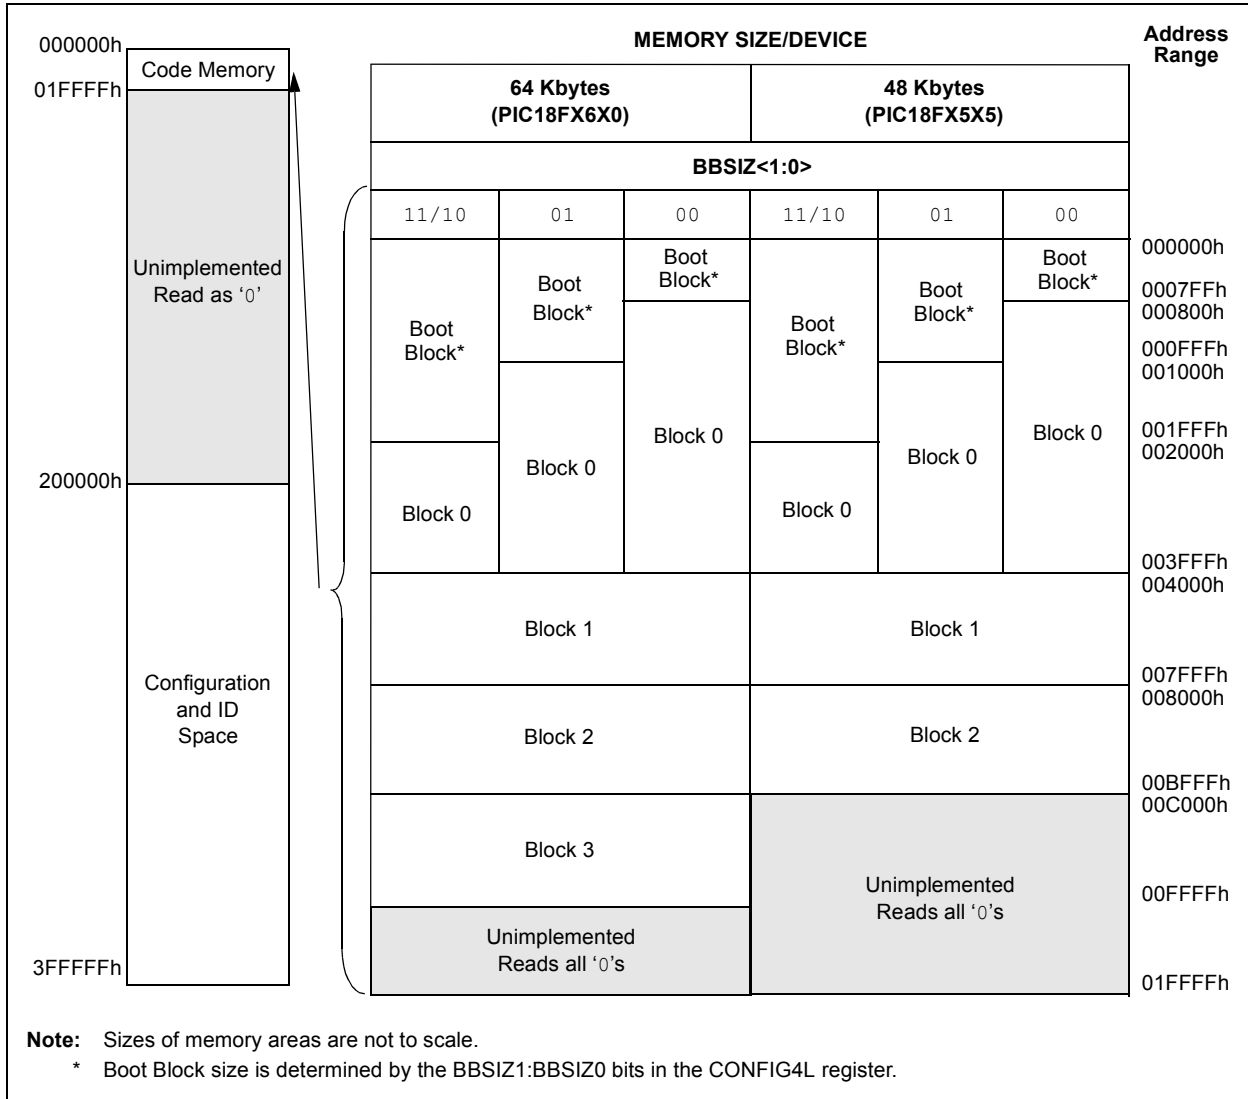 000000h
Code Memory
01FFFFh
Unimplemented
Read as ‘0’
200000h
Configuration
and ID
Space
3FFFFFh
MEMORY SIZE/DEVICE
Address
Range
64 Kbytes
(PIC18FX6X0)
48 Kbytes
(PIC18FX5X5)
BBSIZ<1:0>
11/10
01
00
11/10
01
00
Boot
Block*
Boot
Block*
Boot
Block*
Boot
Block*
Boot
Block*
Boot
Block*
Block 0
Block 0
Block 0
Block 0
Block 0
Block 0
Block 1
Block 1
Block 2
Block 2
Block 3
Unimplemented
Reads all ‘0’s
Unimplemented
Reads all ‘0’s
000000h
0007FFh
000800h
000FFFh
001000h
001FFFh
002000h
003FFFh
004000h
007FFFh
008000h
00BFFFh
00C000h
00FFFFh
01FFFFh
Note: Sizes of memory areas are not to scale.
* Boot Block size is determined by the BBSIZ1:BBSIZ0 bits in the CONFIG4L register.